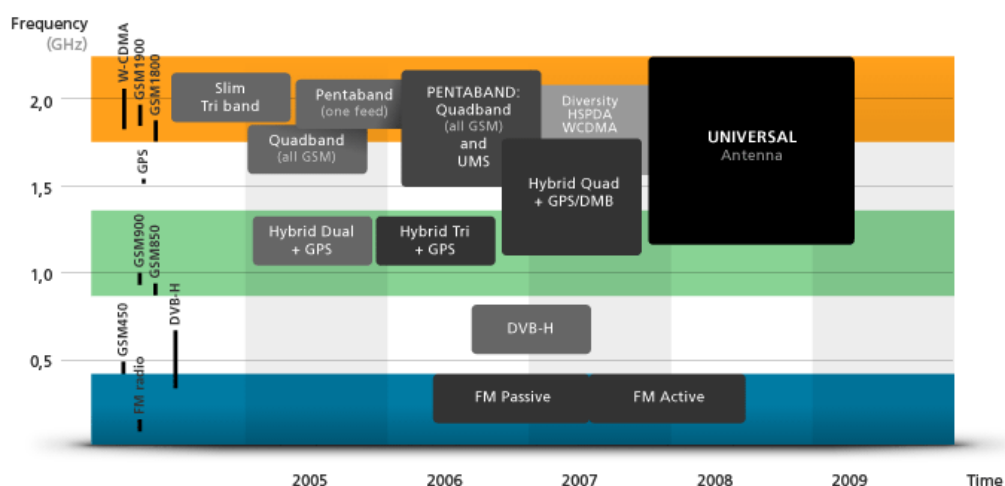 Frequency
(GHz)
W-CDMA
GSM1900
GSM1800
GPS
GSM900
GSM850
GSM450
DVB-H
FM radio
2,0
1,5
1,0
0,5
Slim
Tri band
Quadband
(all GSM)
Pentaband
(one feed)
PENTABAND:
Quadband
(all GSM)
and
UMS
Diversity
HSPDA
WCDMA
Hybrid Quad
+ GPS/DMB
UNIVERSAL
Antenna
Hybrid Dual
+ GPS
Hybrid Tri
+ GPS
DVB-H
FM Passive
FM Active
2005
2006
2007
2008
2009
Time